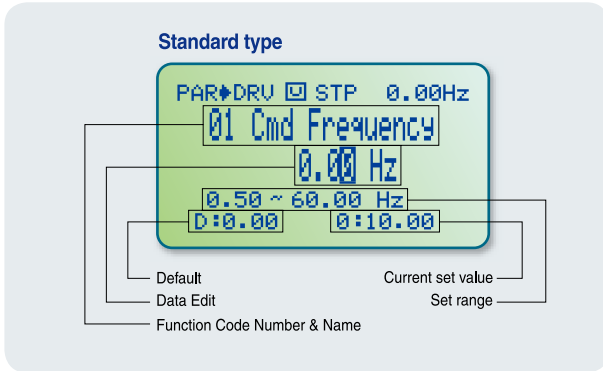 Standard type
PAR➧DRV U STP 0.00Hz
01 Cmd Frequency
0.00 Hz
0.50 ~ 60.00 Hz
D:0.00 0:10.00
Default Current set value
Data Edit Set range
Function Code Number & Name